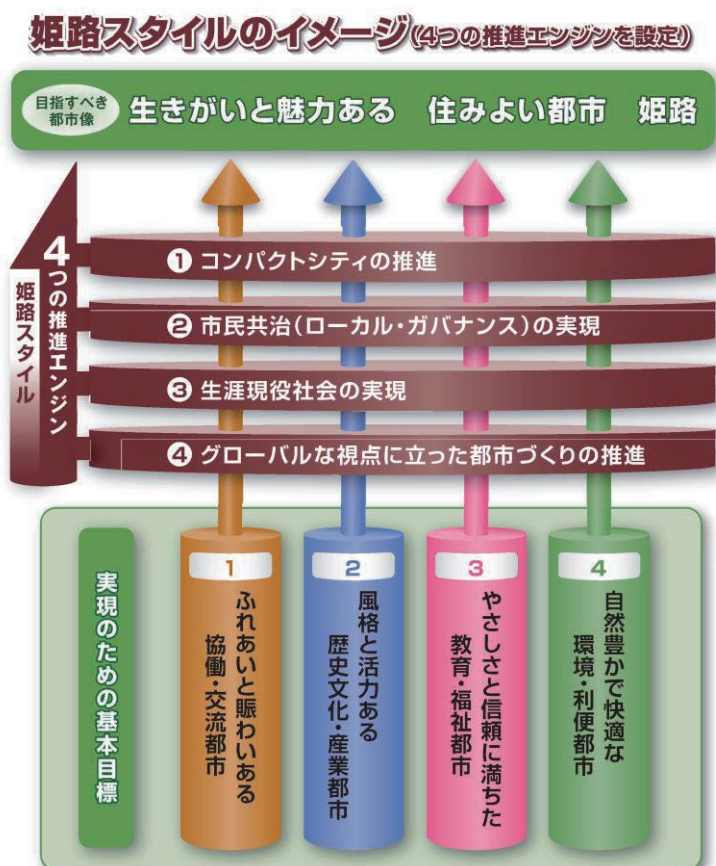 姫路スタイルのイメージ(4つの推進エンジンを設定)
目指すべき
都市像
生きがいと魅力ある 住みよい都市 姫路
4つの推進エンジン
姫路スタイル
1 コンパクトシティの推進
2 市民共治(ローカル・ガバナンス)の実現
3 生涯現役社会の実現
4 グローバルな視点に立った都市づくりの推進
実現のための基本目標
1
ふれあいと賑わいある
協働・交流都市
2
風格と活力ある
歴史文化・産業都市
3
やさしさと信頼に満ちた
教育・福祉都市
4
自然豊かで快適な
環境・利便都市